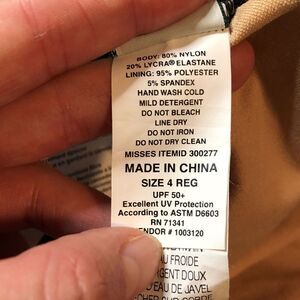 BODY: 80% NYLON
20% LYCRA® ELASTANE
LINING: 95% POLYESTER
5% SPANDEX
HAND WASH COLD
MILD DETERGENT
DO NOT BLEACH
LINE DRY
DO NOT IRON
DO NOT DRY CLEAN
MISSES ITEMID 300277
MADE IN CHINA
SIZE 4 REG
UPF 50+
Excellent UV Protection
According to ASTM D6603
RN 71341
VENDOR # 1003120
FROIDE
DOUX
D'EAU DE JAVEL